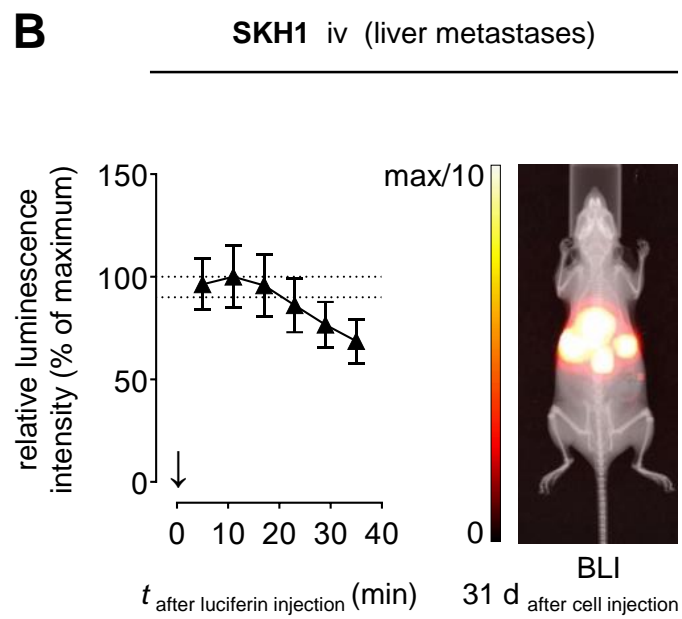 B
SKH1 iv (liver metastases)
relative luminescence
intensity (% of maximum)
150
100
50
0
0 10 20 30 40
t after luciferin injection (min)
max/10
0
BLI
31 d after cell injection